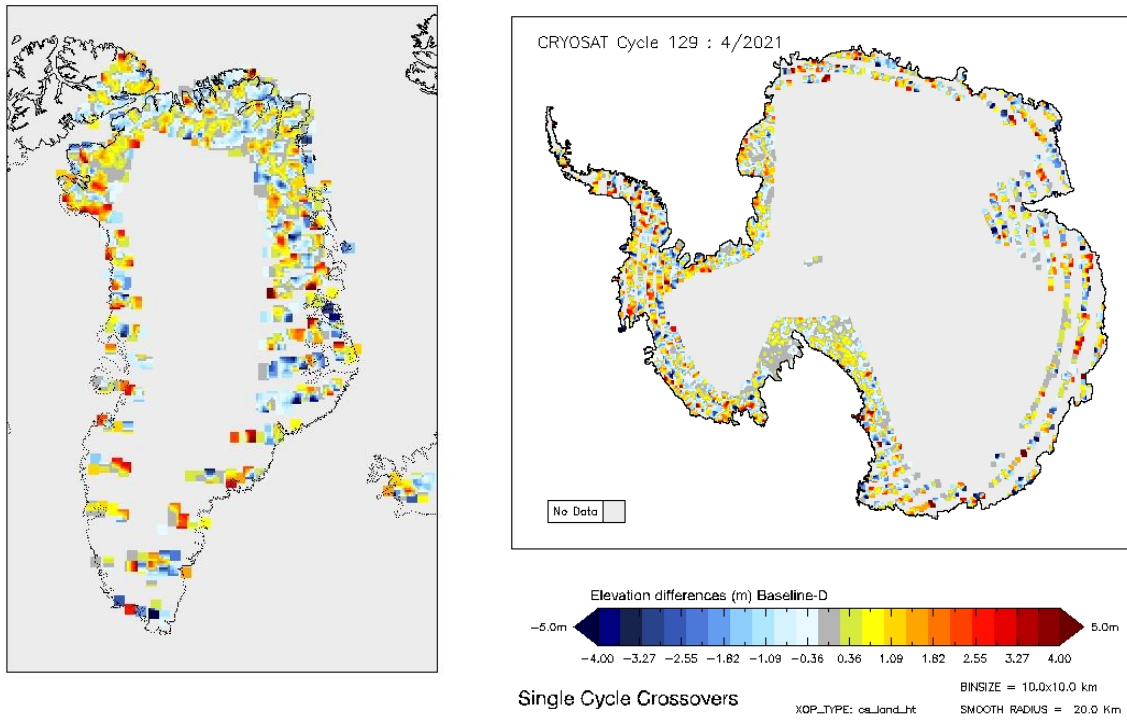 CRYOSAT Cycle 129 : 4/2021
No Data
Elevation differences (m) Baseline-D
-5.0m 5.0m
-4.00 -3.27 -2.55 -1.82 -1.09 -0.36 0.36 1.09 1.82 2.55 3.27 4.00
Single Cycle Crossovers
BINSIZE = 10.0x10.0 km
XOP_TYPE: cs_land_ht SMOOTH RADIUS = 20.0 Km